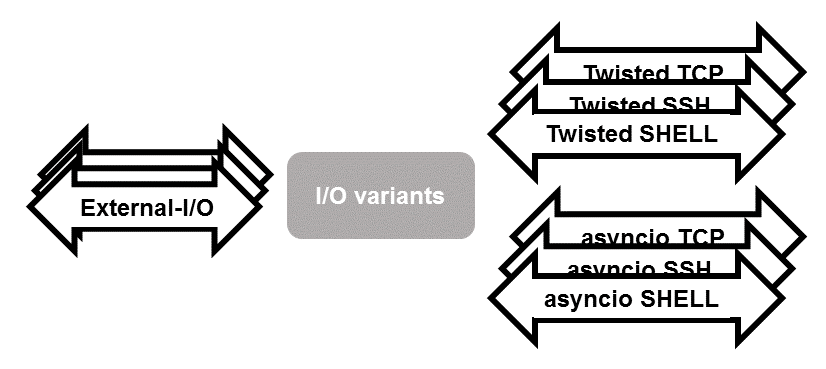 Twisted TCP
Twisted SSH
Twisted SHELL
External-I/O
I/O variants
asyncio TCP
asyncio SSH
asyncio SHELL